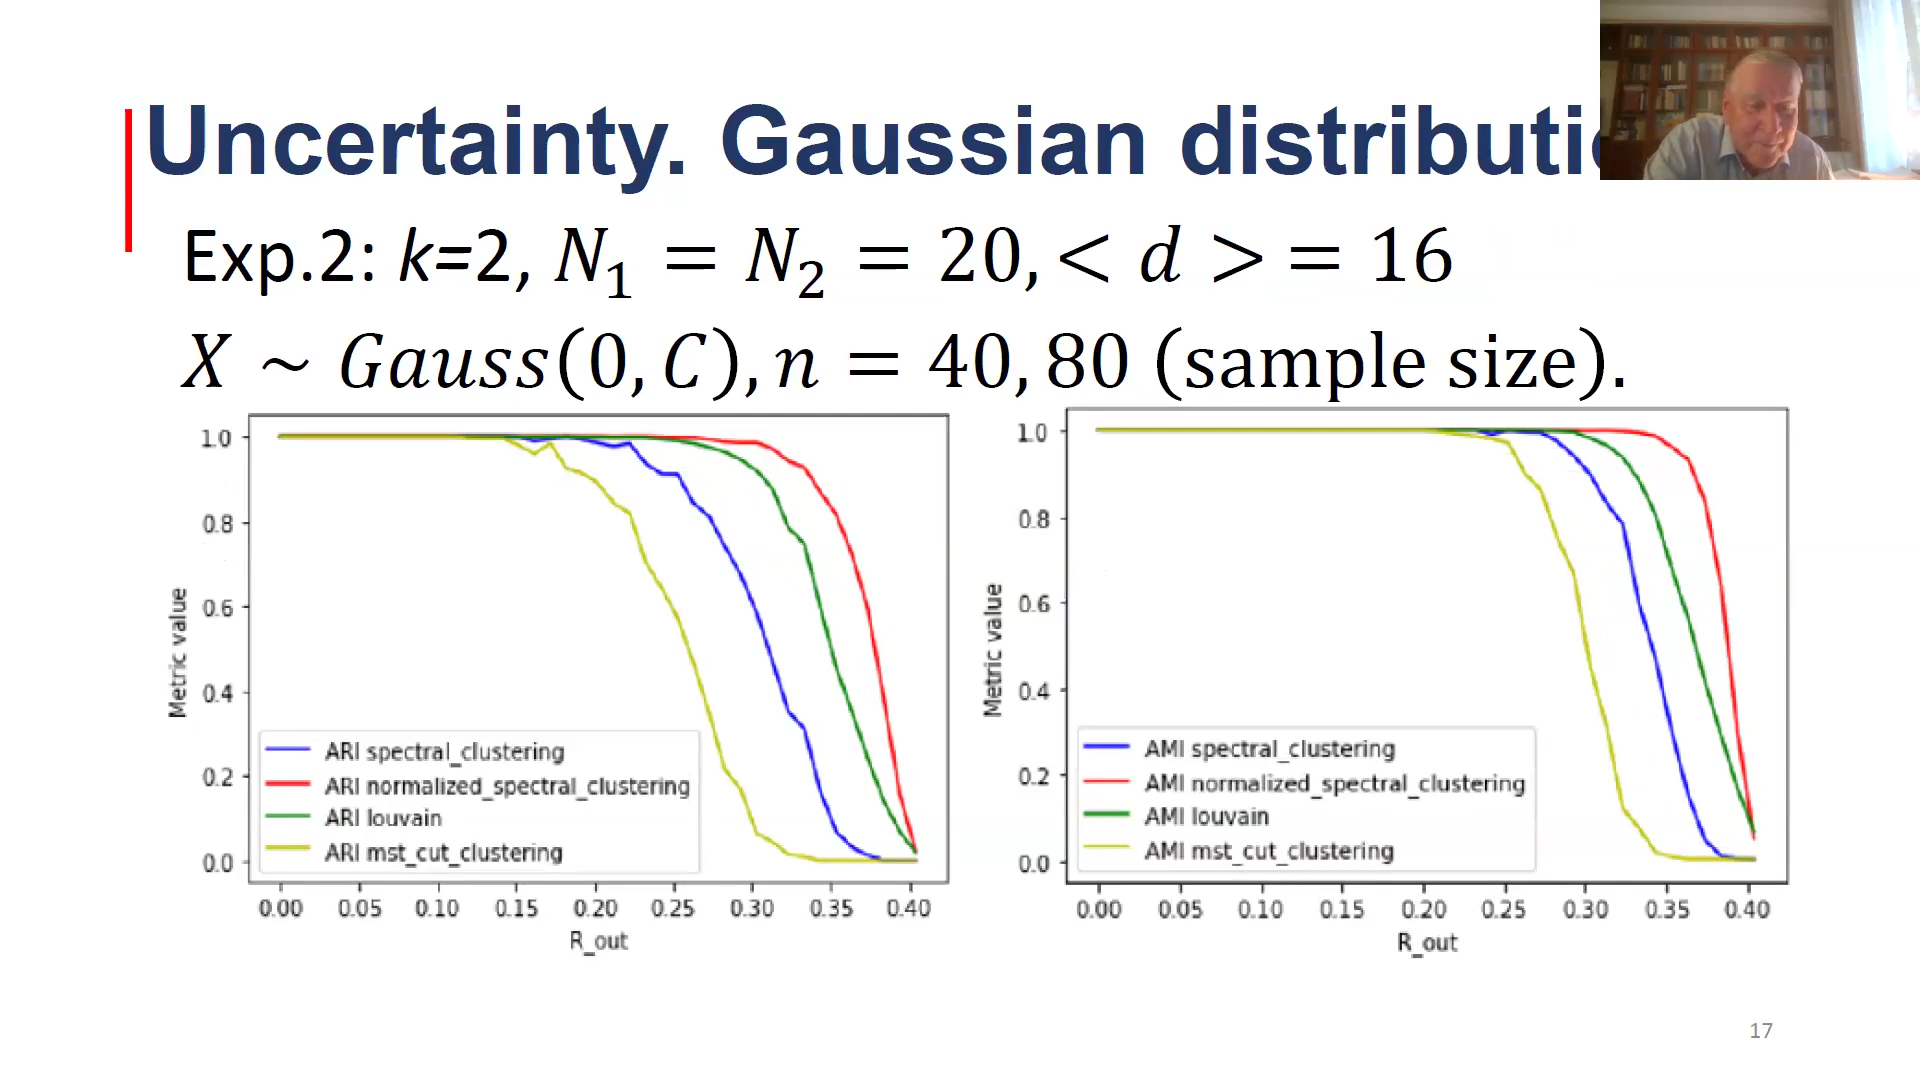 Uncertainty. Gaussian
Exp.2: k=2, N₁ = N₂ = 20, < d > = 16
X ~ Gauss(0, C), n = 40, 80 (sample size).
1.0
0.8
0.6
0.4
0.2
0.0
Metric value
ARI spectral_clustering
ARI normalized_spectral_clustering
ARI louvain
ARI mst_cut_clustering
0.00 0.05 0.10 0.15 0.20 0.25 0.30 0.35 0.40
R_out
1.0
0.8
0.6
0.4
0.2
0.0
Metric value
AMI spectral_clustering
AMI normalized_spectral_clustering
AMI louvain
AMI mst_cut_clustering
0.00 0.05 0.10 0.15 0.20 0.25 0.30 0.35 0.40
R_out
17